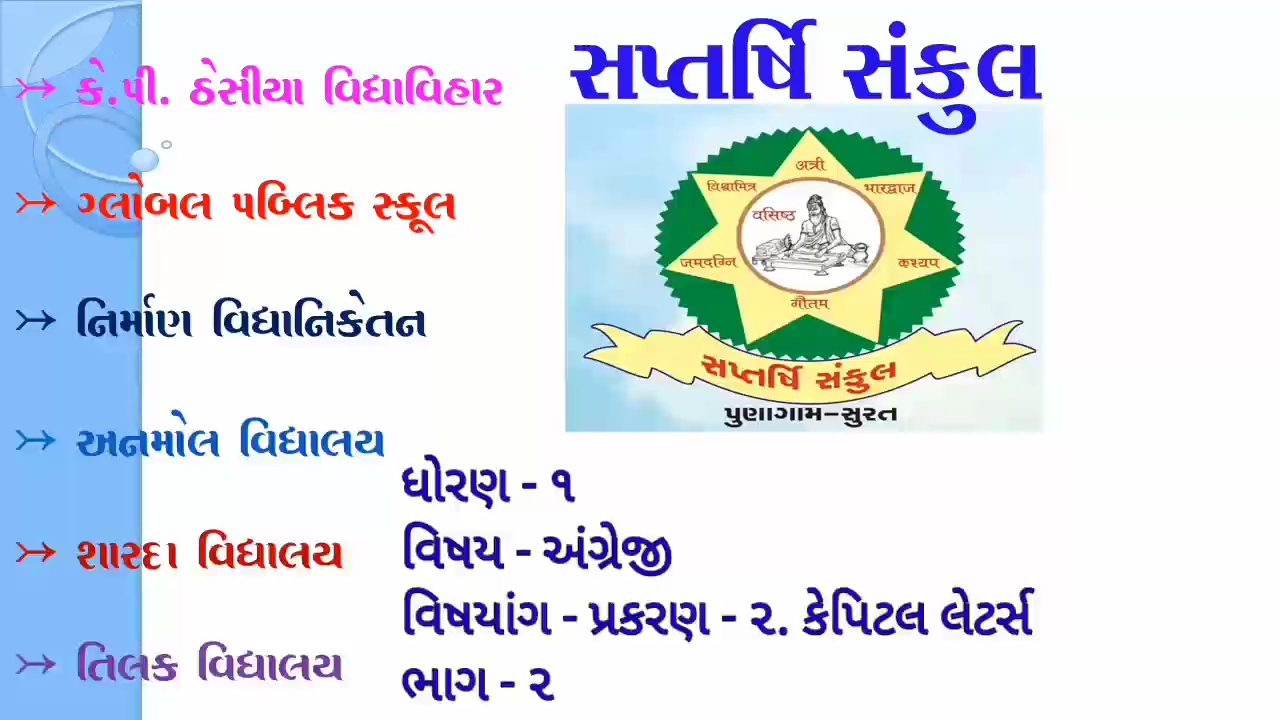 સપ્તર્ષિ સંકુલ
↣ કે.પી. ઠેસીયા વિદ્યાવિહાર
↣ ગ્લોબલ પબ્લિક સ્કૂલ
↣ નિર્માણ વિદ્યાનિકેતન
↣ અનમોલ વિદ્યાલય
↣ શારદા વિદ્યાલય
↣ તિલક વિદ્યાલય
अत्री
विश्वामित्र
भारद्वाज
वसिष्ठ
जमदग्नि
कश्यप
गौतम
સપ્તર્ષિ સંકુલ
પુણાગામ-સુરત
ધોરણ - ૧
વિષય - અંગ્રેજી
વિષયાંગ - પ્રકરણ - ૨. કેપિટલ લેટર્સ
ભાગ - ૨